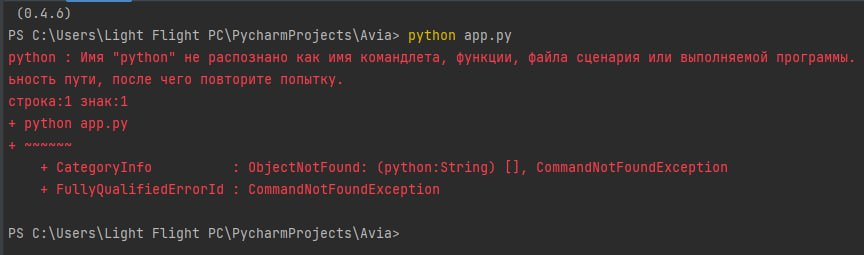 (0.4.6)
PS C:\Users\Light Flight PC\PycharmProjects\Avia> python app.py
python : Имя "python" не распознано как имя командлета, функции, файла сценария или выполняемой программы.
ьность пути, после чего повторите попытку.
строка:1 знак:1
+ python app.py
+ ~~~~~~
    + CategoryInfo          : ObjectNotFound: (python:String) [], CommandNotFoundException
    + FullyQualifiedErrorId : CommandNotFoundException
PS C:\Users\Light Flight PC\PycharmProjects\Avia>